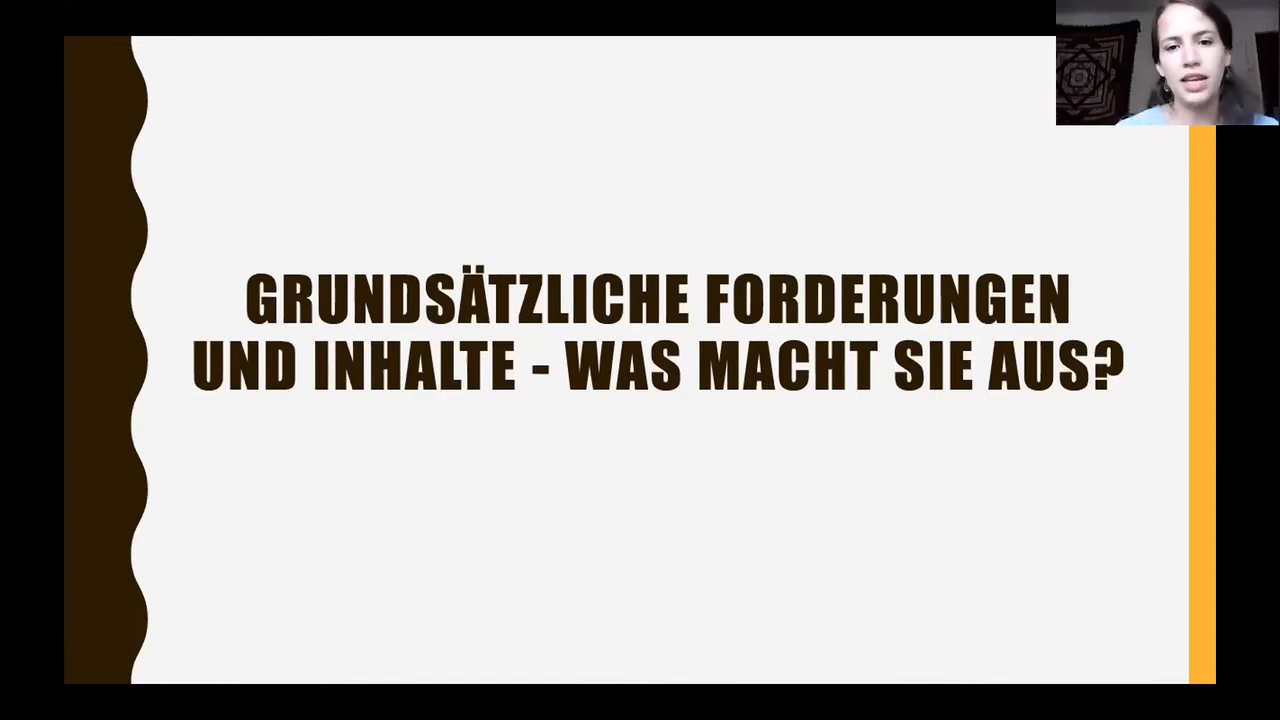 GRUNDSÄTZLICHE FORDERUNGEN
UND INHALTE - WAS MACHT SIE AUS?